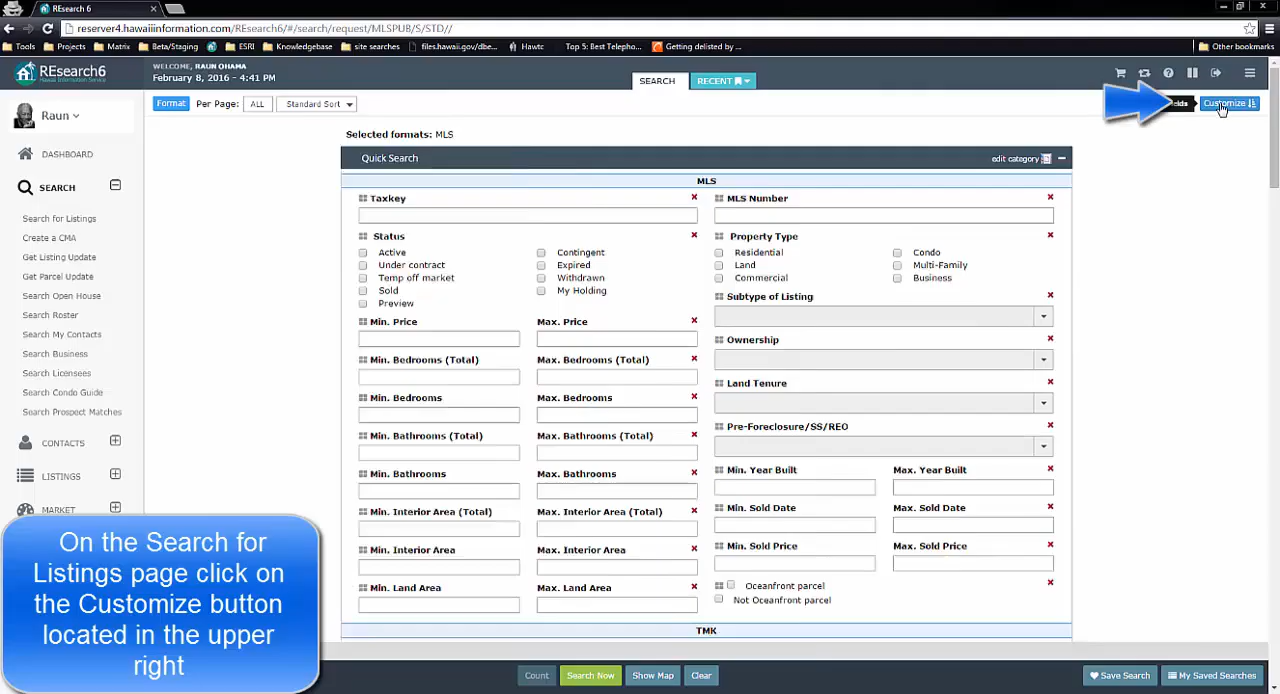 REsearch 6
reserver4.hawaiiinformation.com/REsearch6/#/search/request/MLSPUB/S/STD//
Tools Projects Matrix Beta/Staging ESRI Knowledgebase site searches files.hawaii.gov/dbe... Hawtc Top 5: Best Telepho... Getting delisted by ... Other bookmarks
REsearch6
Hawaii Information Service
WELCOME, RAUN OHAMA
February 8, 2016 - 4:41 PM
SEARCH RECENT
Raun
Format Per Page: ALL Standard Sort
Customize
Selected formats: MLS
DASHBOARD
SEARCH
Search for Listings
Create a CMA
Get Listing Update
Get Parcel Update
Search Open House
Search Roster
Search My Contacts
Search Business
Search Licensees
Search Condo Guide
Search Prospect Matches
CONTACTS
LISTINGS
MARKET
Quick Search edit category
MLS
Taxkey
Status
Active Contingent
Under contract Expired
Temp off market Withdrawn
Sold My Holding
Preview
Min. Price Max. Price
Min. Bedrooms (Total) Max. Bedrooms (Total)
Min. Bedrooms Max. Bedrooms
Min. Bathrooms (Total) Max. Bathrooms (Total)
Min. Bathrooms Max. Bathrooms
Min. Interior Area (Total) Max. Interior Area (Total)
Min. Interior Area Max. Interior Area
Min. Land Area Max. Land Area
MLS Number
Property Type
Residential Condo
Land Multi-Family
Commercial Business
Subtype of Listing
Ownership
Land Tenure
Pre-Foreclosure/SS/REO
Min. Year Built Max. Year Built
Min. Sold Date Max. Sold Date
Min. Sold Price Max. Sold Price
Oceanfront parcel
Not Oceanfront parcel
TMK
On the Search for
Listings page click on
the Customize button
located in the upper
right
Count Search Now Show Map Clear Save Search My Saved Searches